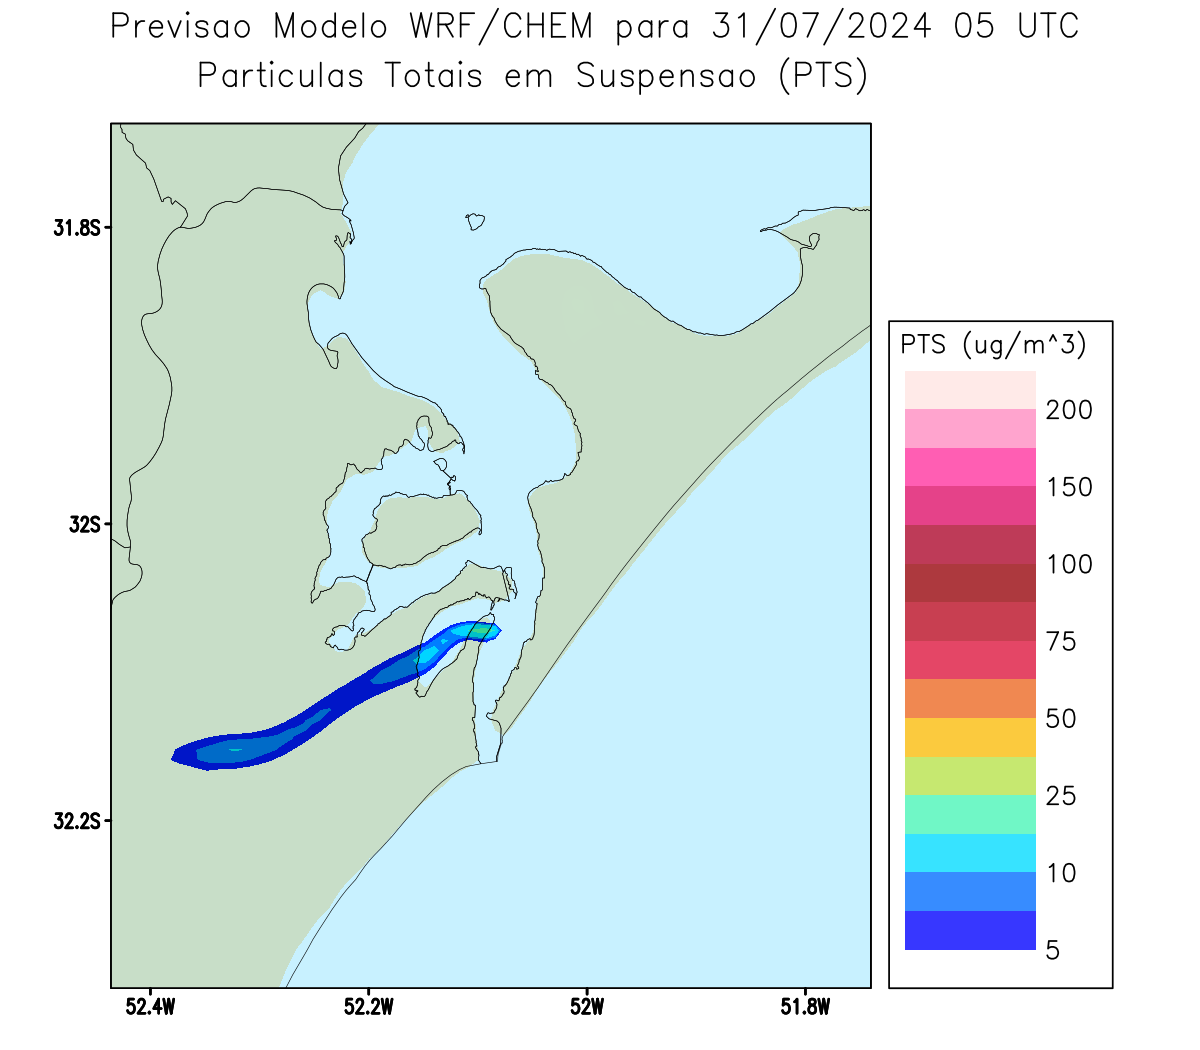 Previsao Modelo WRF/CHEM para 31/07/2024 05 UTC
Particulas Totais em Suspensao (PTS)
31.8S
32S
32.2S
52.4W
52.2W
52W
51.8W
PTS (ug/m^3)
200
150
100
75
50
25
10
5